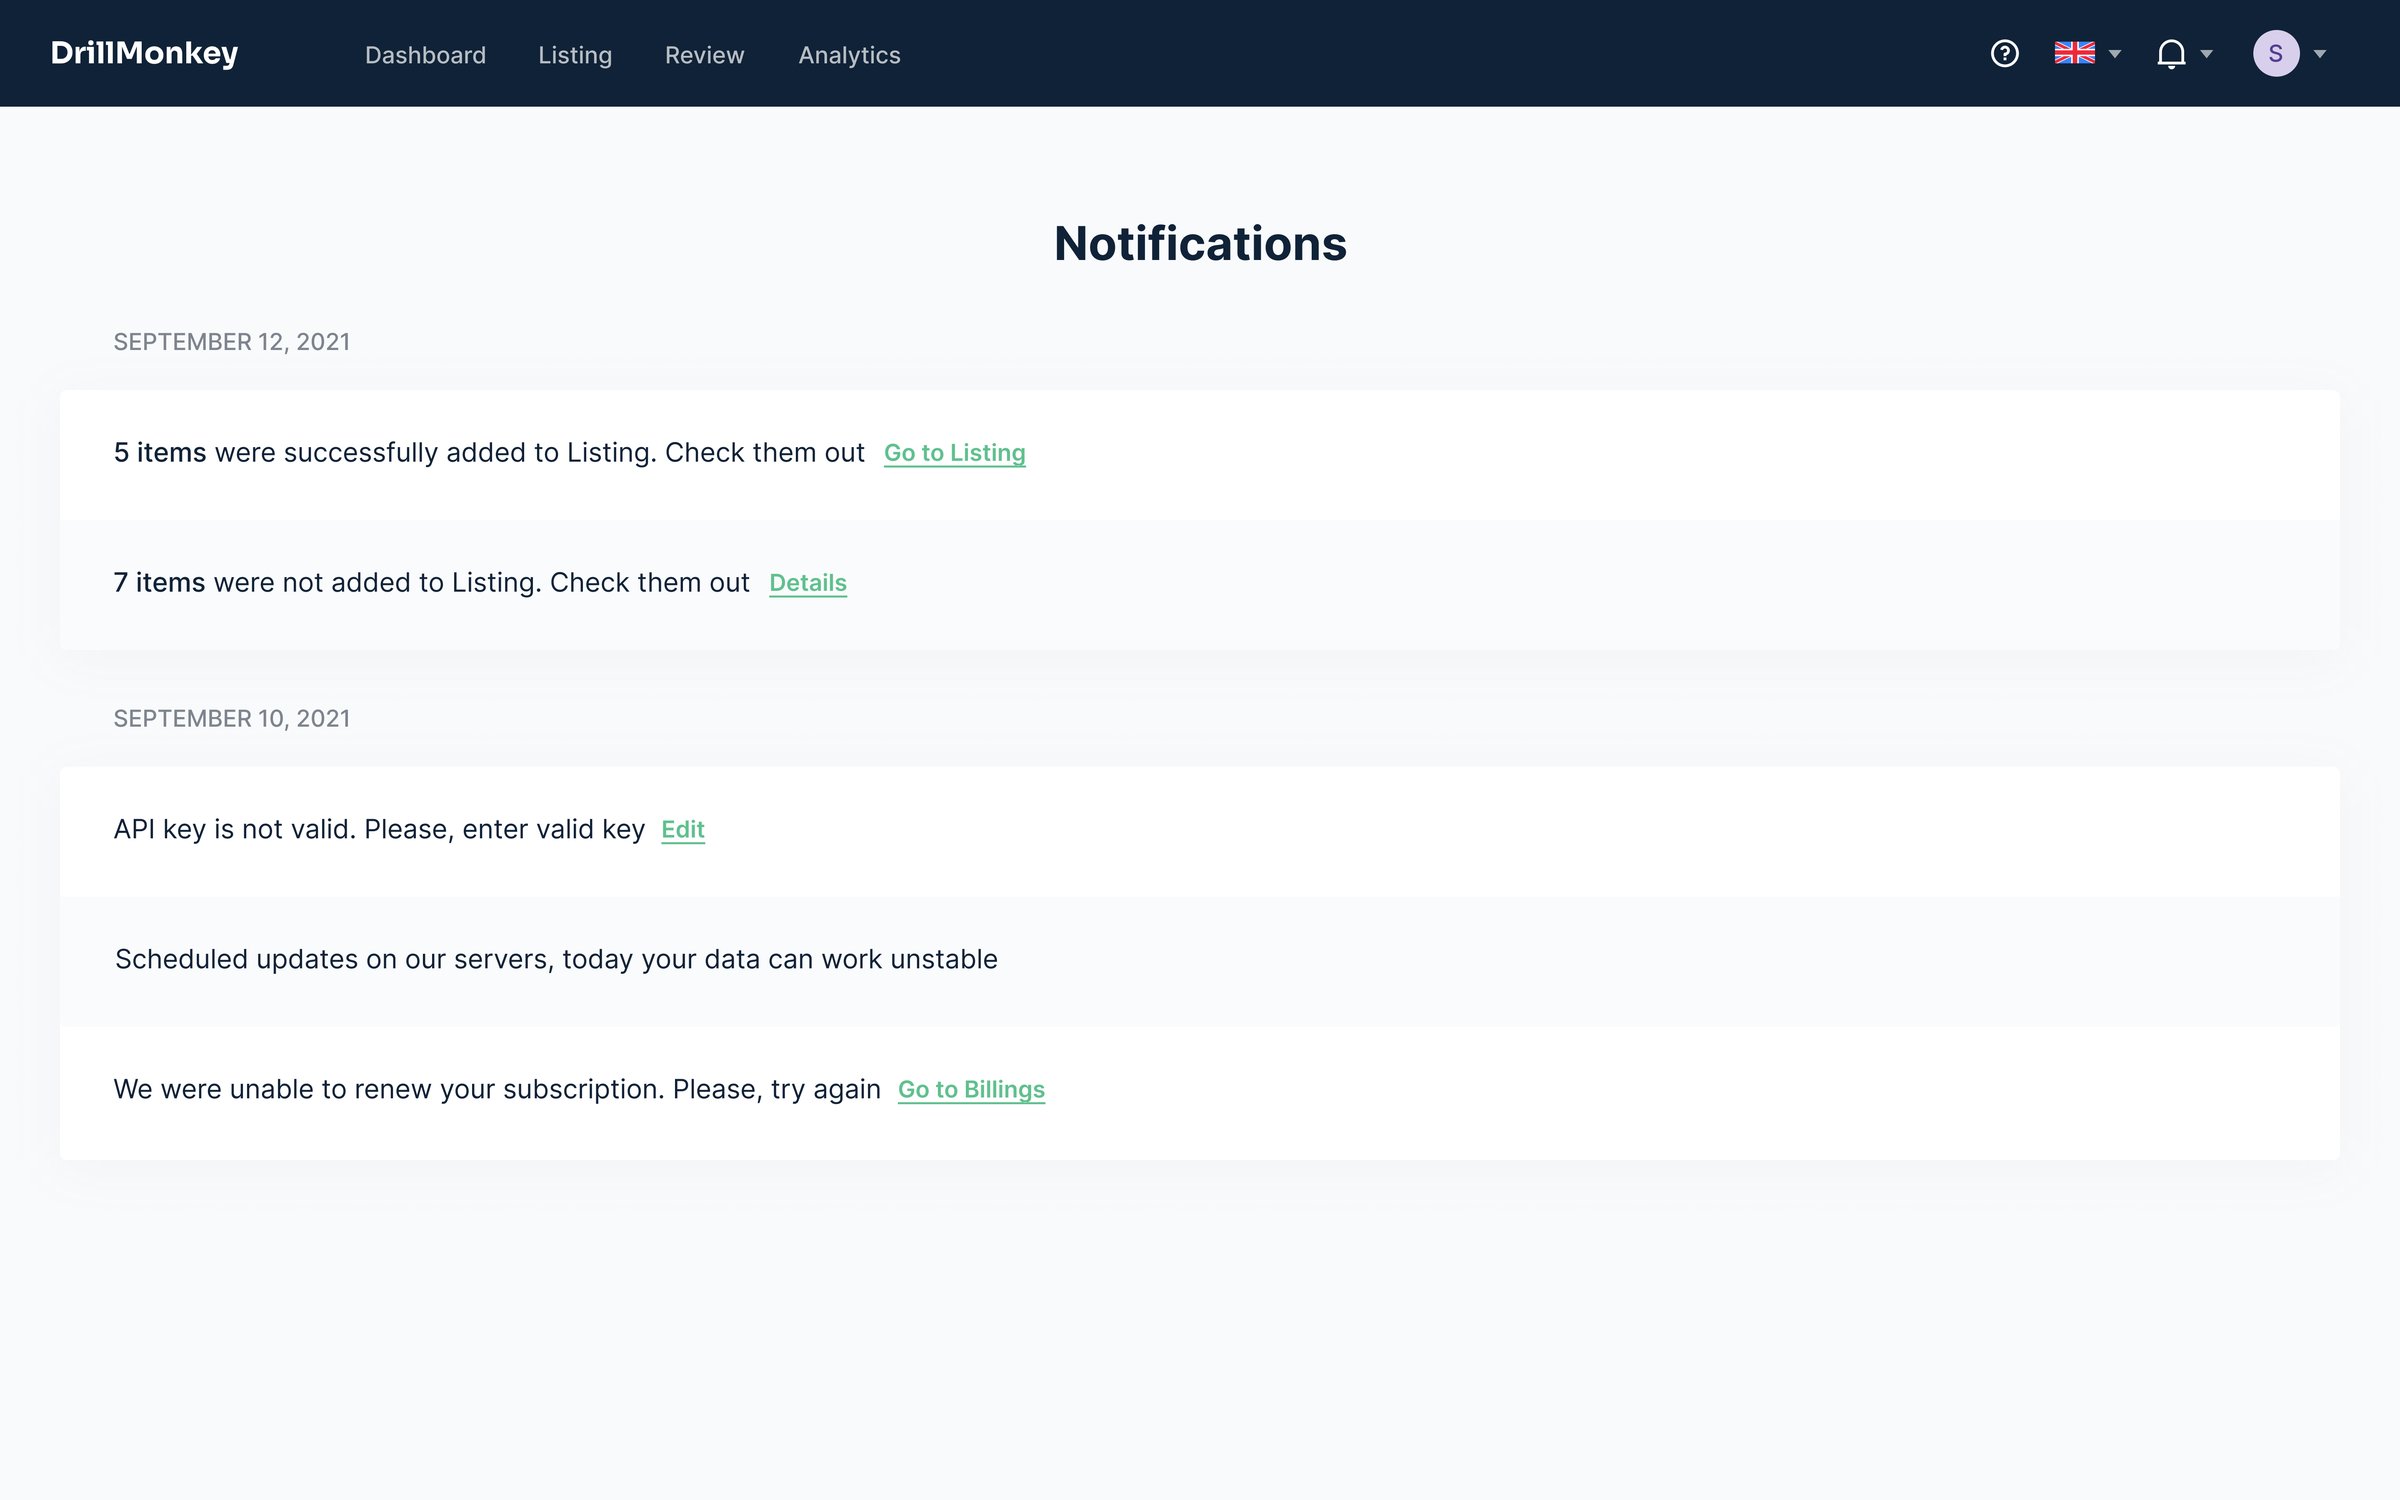 DrillMonkey Dashboard Listing Review Analytics S
Notifications
SEPTEMBER 12, 2021
5 items were successfully added to Listing. Check them out Go to Listing
7 items were not added to Listing. Check them out Details
SEPTEMBER 10, 2021
API key is not valid. Please, enter valid key Edit
Scheduled updates on our servers, today your data can work unstable
We were unable to renew your subscription. Please, try again Go to Billings